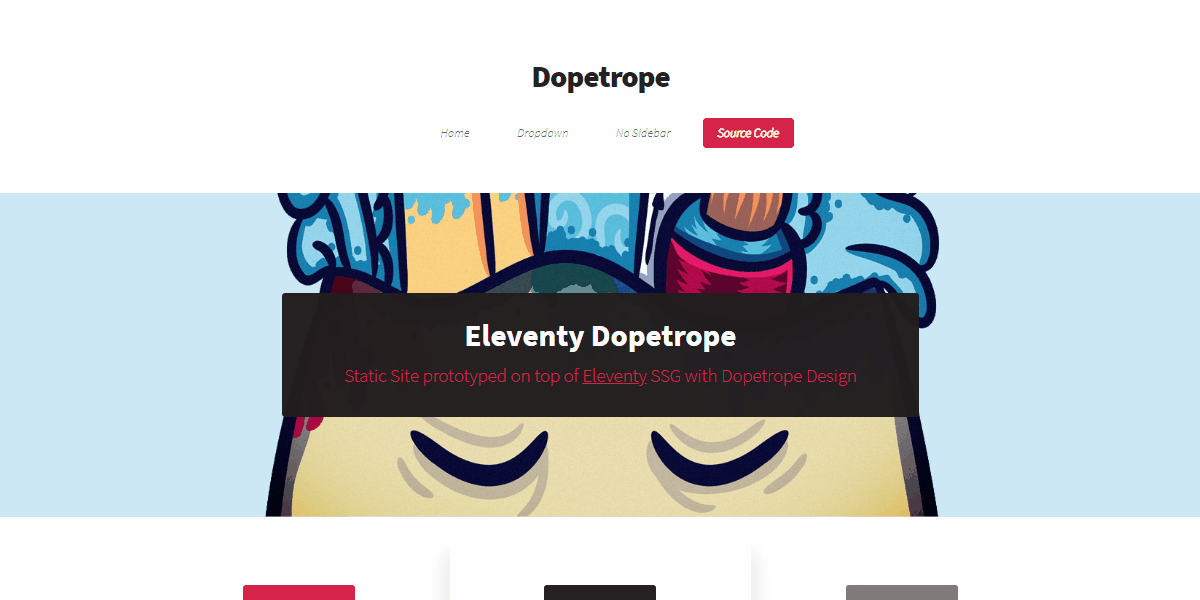 Dopetrope
Home Dropdown No Sidebar Source Code
Eleventy Dopetrope
Static Site prototyped on top of Eleventy SSG with Dopetrope Design